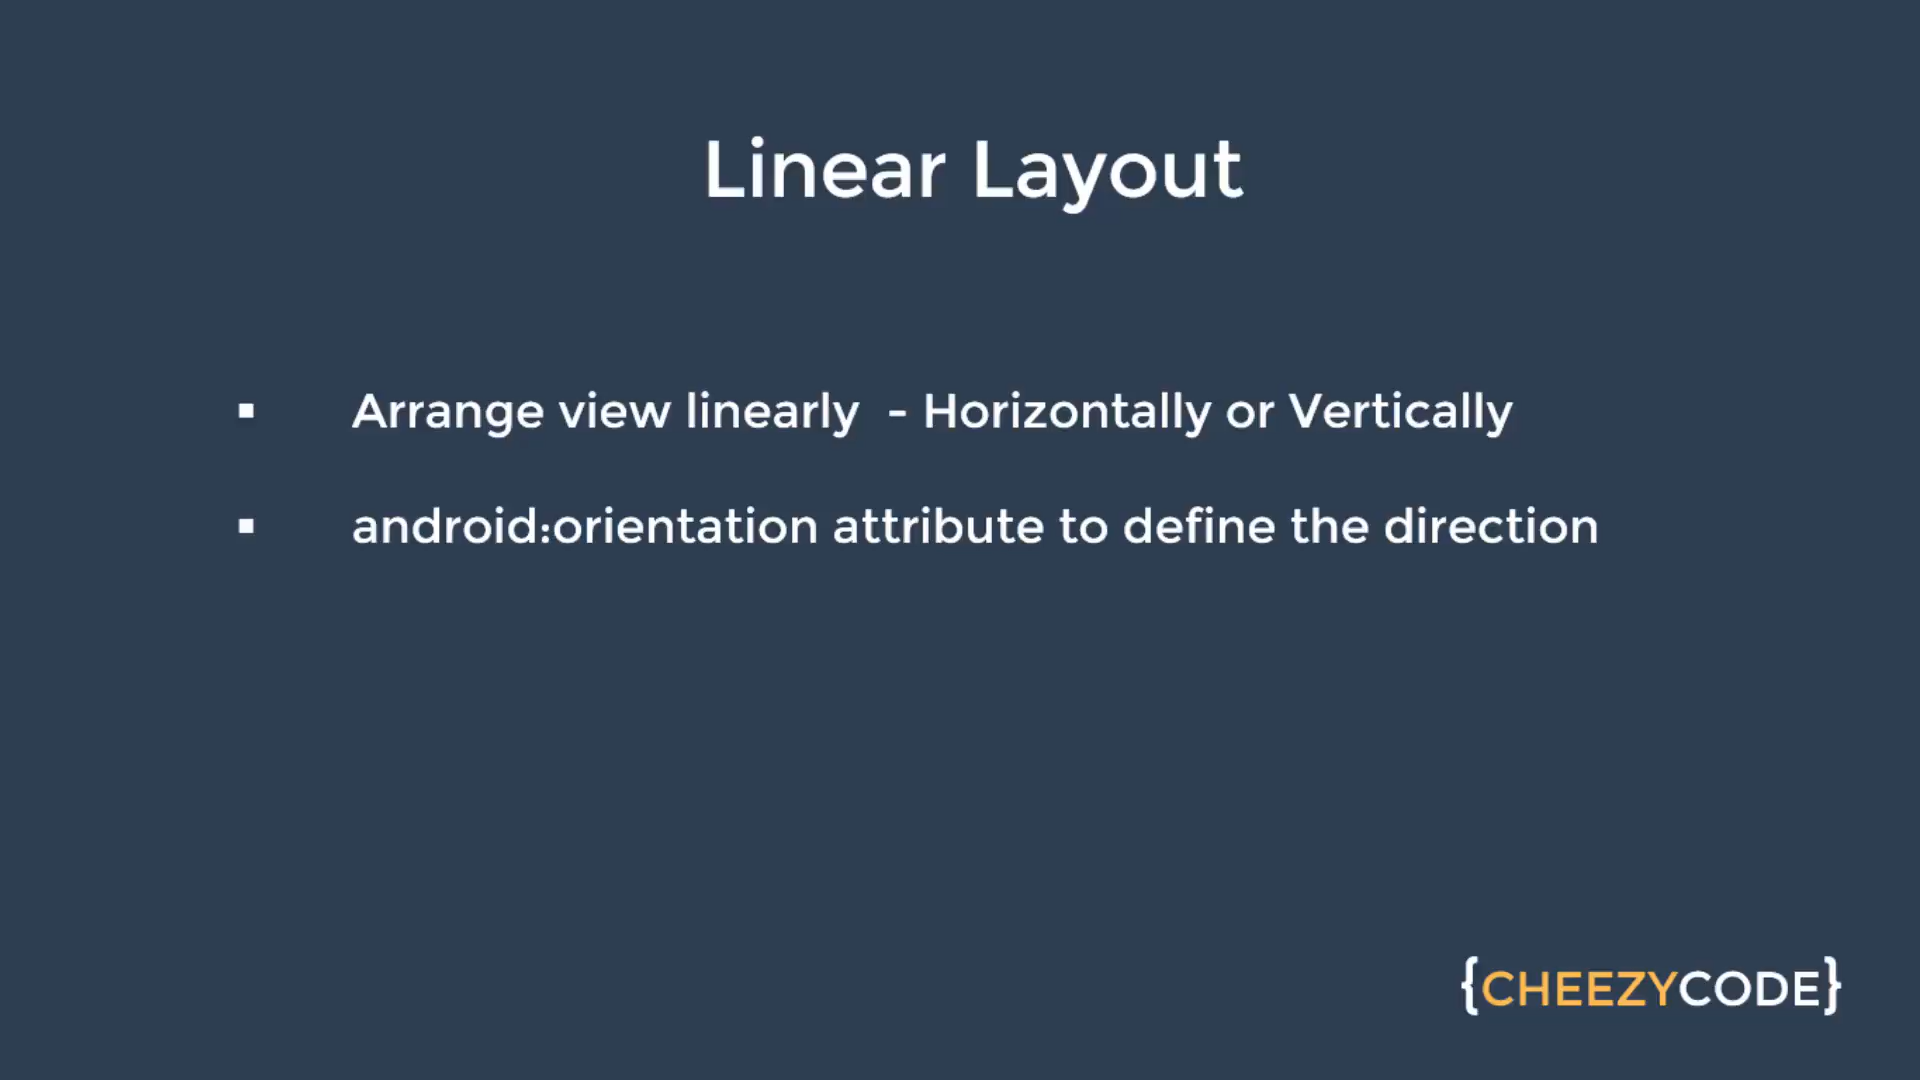 Linear Layout
▪ Arrange view linearly - Horizontally or Vertically
▪ android:orientation attribute to define the direction
{CHEEZYCODE}